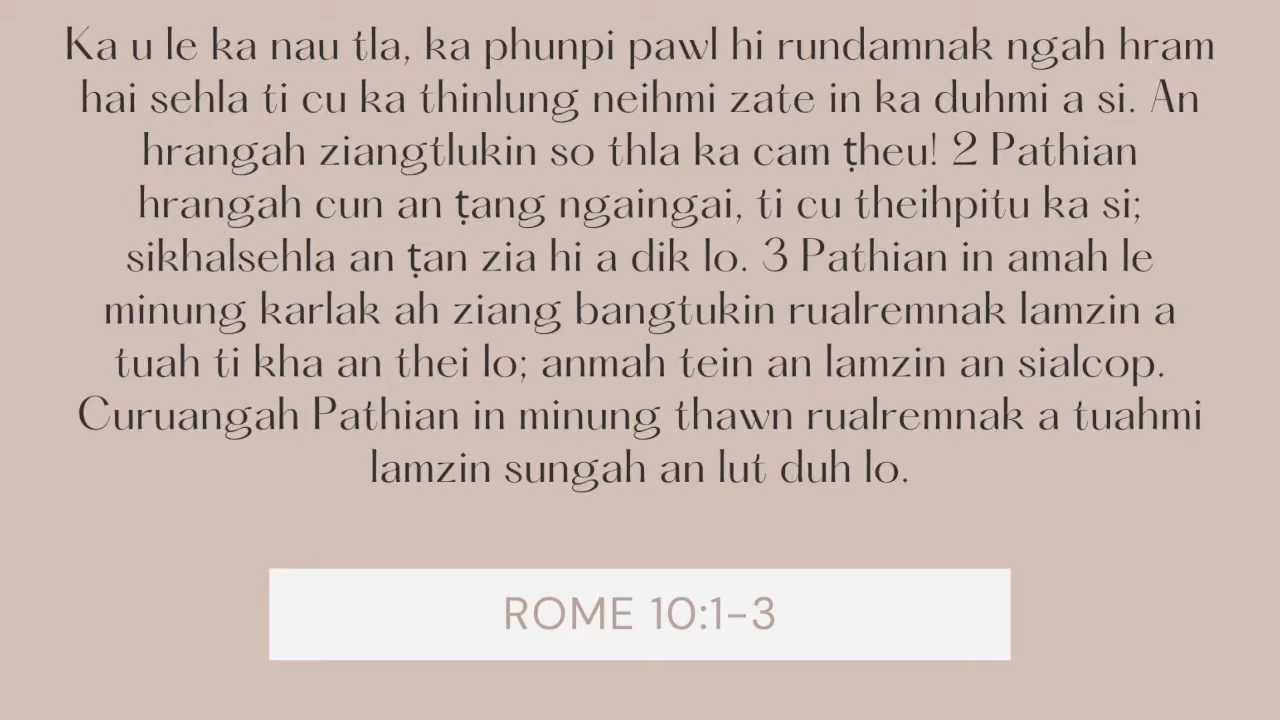 Ka u le ka nau tla, ka phunpi pawl hi rundamnak ngah hram
hai sehla ti cu ka thinlung neihmi zate in ka duhmi a si. An
hrangah ziangtlukin so thla ka cam ṭheu! 2 Pathian
hrangah cun an ṭang ngaingai, ti cu theihpitu ka si;
sikhalsehla an ṭan zia hi a dik lo. 3 Pathian in amah le
minung karlak ah ziang bangtukin rualremnak lamzin a
tuah ti kha an thei lo; anmah tein an lamzin an sialcop.
Curuangah Pathian in minung thawn rualremnak a tuahmi
lamzin sungah an lut duh lo.
ROME 10:1-3